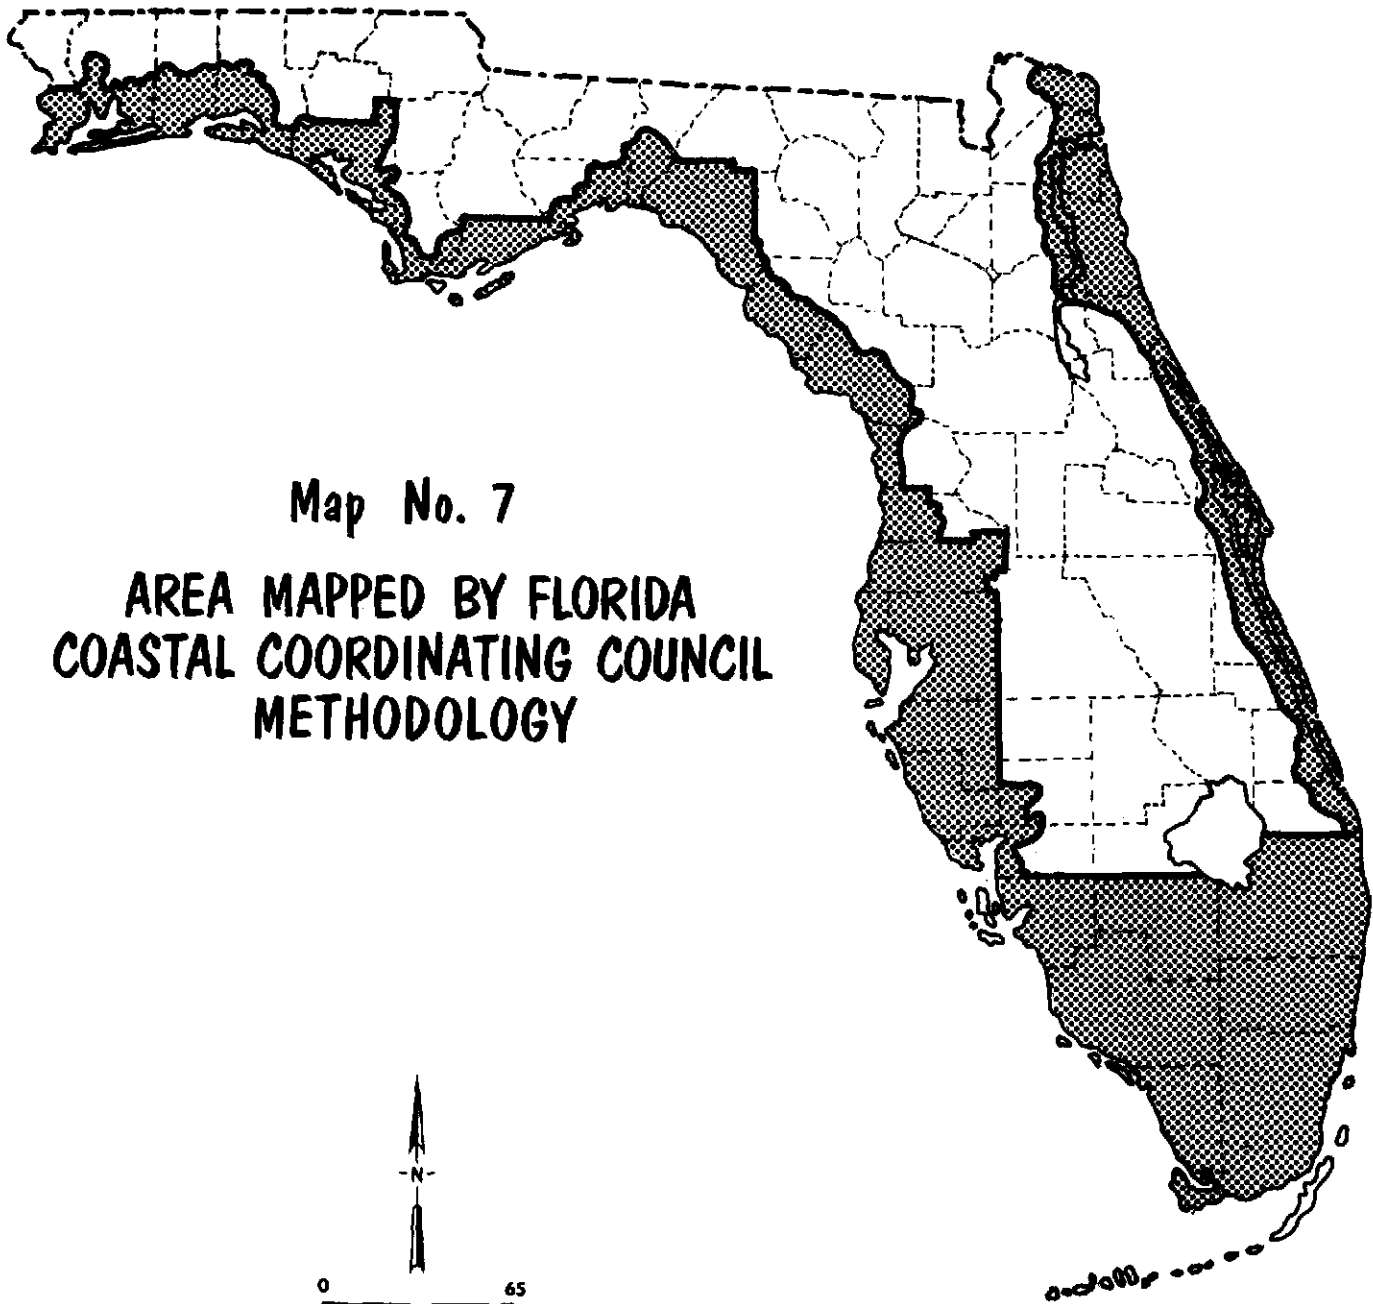 Map No. 7
AREA MAPPED BY FLORIDA
COASTAL COORDINATING COUNCIL
METHODOLOGY
N
0 65